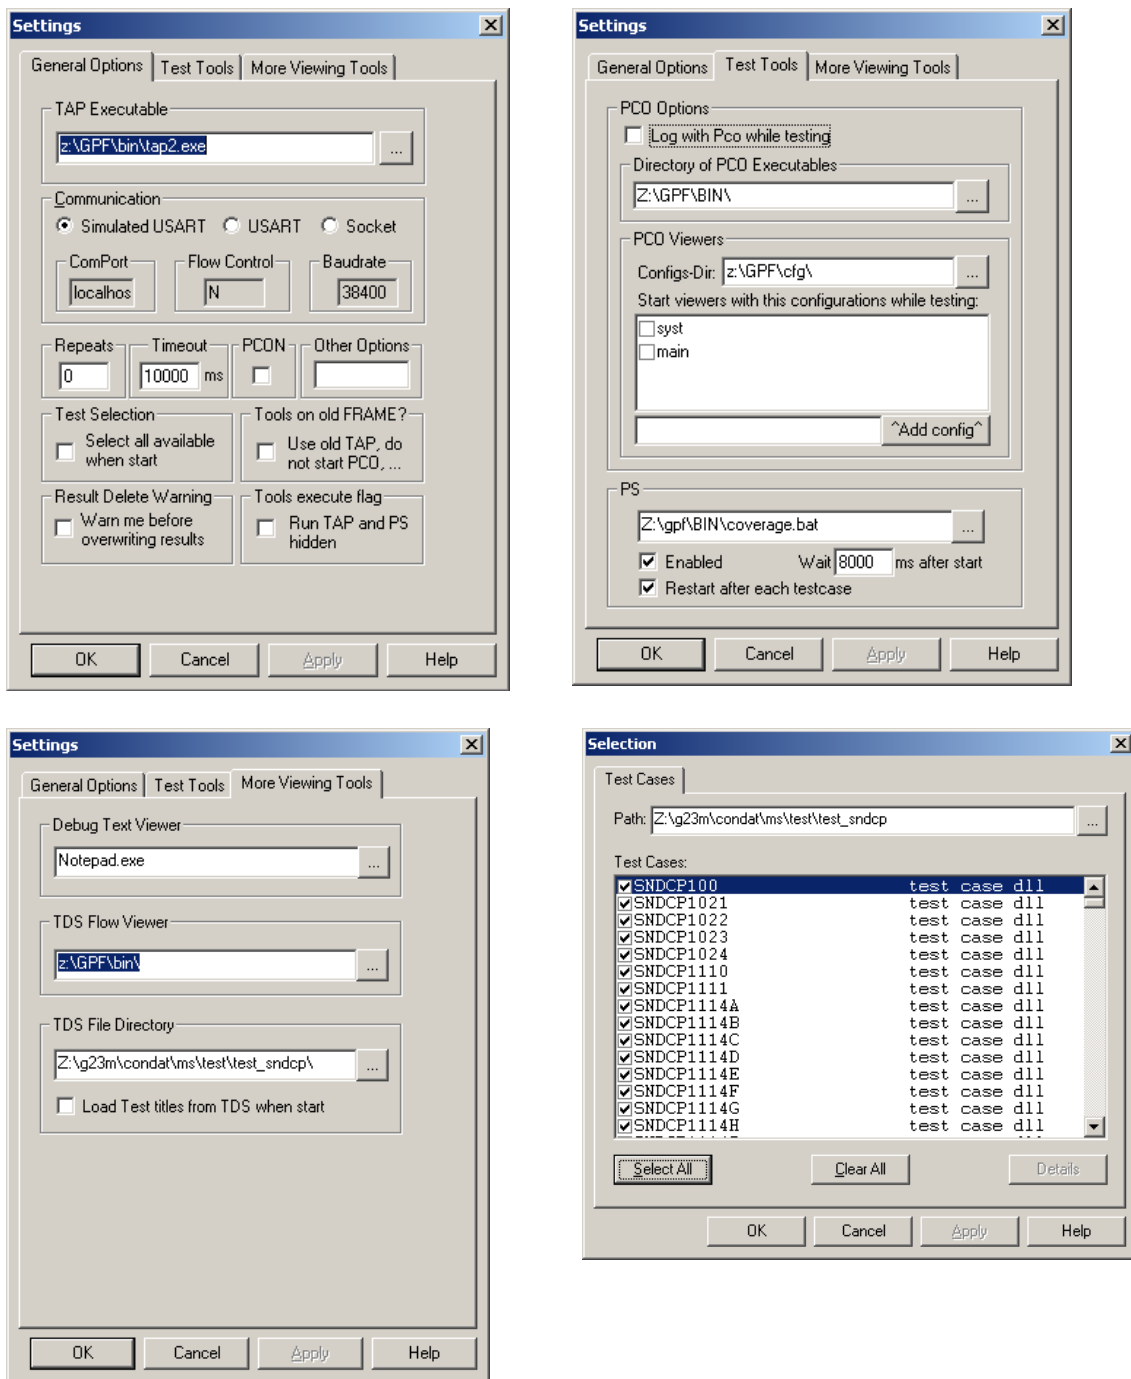 Settings
General Options Test Tools More Viewing Tools
TAP Executable
z:\GPF\bin\tap2.exe ...
Communication
Simulated USART USART Socket
ComPort Flow Control Baudrate
localhos N 38400
Repeats Timeout PCON Other Options
0 10000 ms
Test Selection Tools on old FRAME?
Select all available
when start
Use old TAP, do
not start PCO, ...
Result Delete Warning Tools execute flag
Warn me before
overwriting results
Run TAP and PS
hidden
OK Cancel Apply Help
Settings
General Options Test Tools More Viewing Tools
PCO Options
Log with Pco while testing
Directory of PCO Executables
Z:\GPF\BIN\ ...
PCO Viewers
Configs-Dir: z:\GPF\cfg\ ...
Start viewers with this configurations while testing:
syst
main
^Add config^
PS
Z:\gpf\BIN\coverage.bat ...
Enabled Wait 8000 ms after start
Restart after each testcase
OK Cancel Apply Help
Settings
General Options Test Tools More Viewing Tools
Debug Text Viewer
Notepad.exe ...
TDS Flow Viewer
z:\GPF\bin\ ...
TDS File Directory
Z:\g23m\condat\ms\test\test_sndcp\ ...
Load Test titles from TDS when start
OK Cancel Apply Help
Selection
Test Cases
Path: Z:\g23m\condat\ms\test\test_sndcp ...
Test Cases:
SNDCP100 test case dll
SNDCP1021 test case dll
SNDCP1022 test case dll
SNDCP1023 test case dll
SNDCP1024 test case dll
SNDCP1110 test case dll
SNDCP1111 test case dll
SNDCP1114A test case dll
SNDCP1114B test case dll
SNDCP1114C test case dll
SNDCP1114D test case dll
SNDCP1114E test case dll
SNDCP1114F test case dll
SNDCP1114G test case dll
SNDCP1114H test case dll
Select All Clear All Details
OK Cancel Apply Help